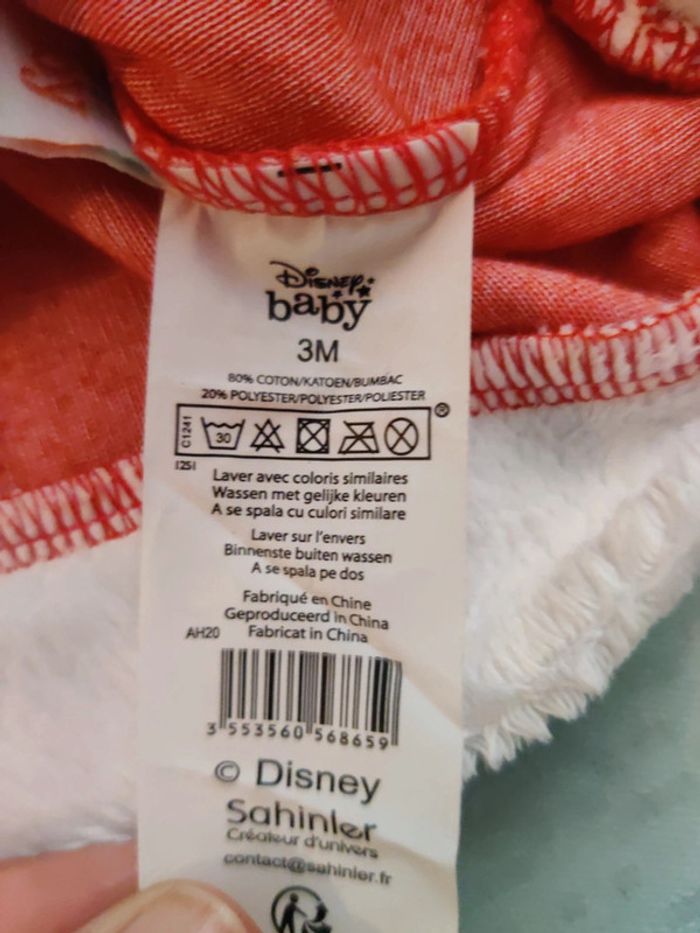 Disney
baby
3M
80% COTON/KATOEN/BUMBAC
20% POLYESTER/POLYESTER/POLIESTER
C1241
30
®
1251
Laver avec coloris similaires
Wassen met gelijke kleuren
A se spala cu culori similare
Laver sur l'envers
Binnenste buiten wassen
A se spala pe dos
Fabriqué en Chine
Geproduceerd in China
AH20 Fabricat in China
3 553560 568659
© Disney
Sahinler
Créateur d'univers
contact@sahinler.fr